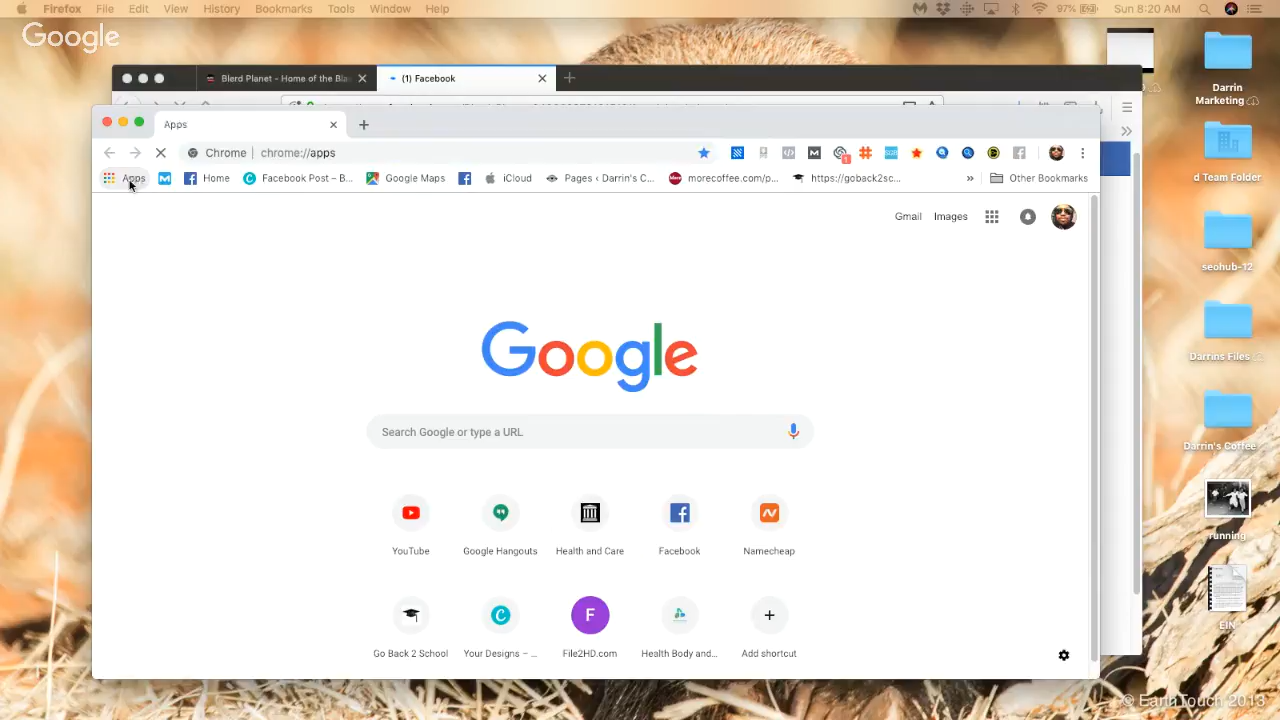 Firefox File Edit View History Bookmarks Tools Window Help 97% Sun 8:20 AM
Google
Blerd Planet - Home of the Bla
(1) Facebook
Darrin
Marketing
Apps
Chrome chrome://apps
Apps Home Facebook Post – B... Google Maps iCloud Pages ‹ Darrin's C... morecoffee.com/p... https://goback2sc... » Other Bookmarks
d Team Folder
Gmail Images
seohub-12
Google
Darrins Files
Search Google or type a URL
Darrin's Coffee
YouTube Google Hangouts Health and Care Facebook Namecheap
running
F
EIN
Go Back 2 School Your Designs – ... File2HD.com Health Body and... Add shortcut
© EarthTouch 2013